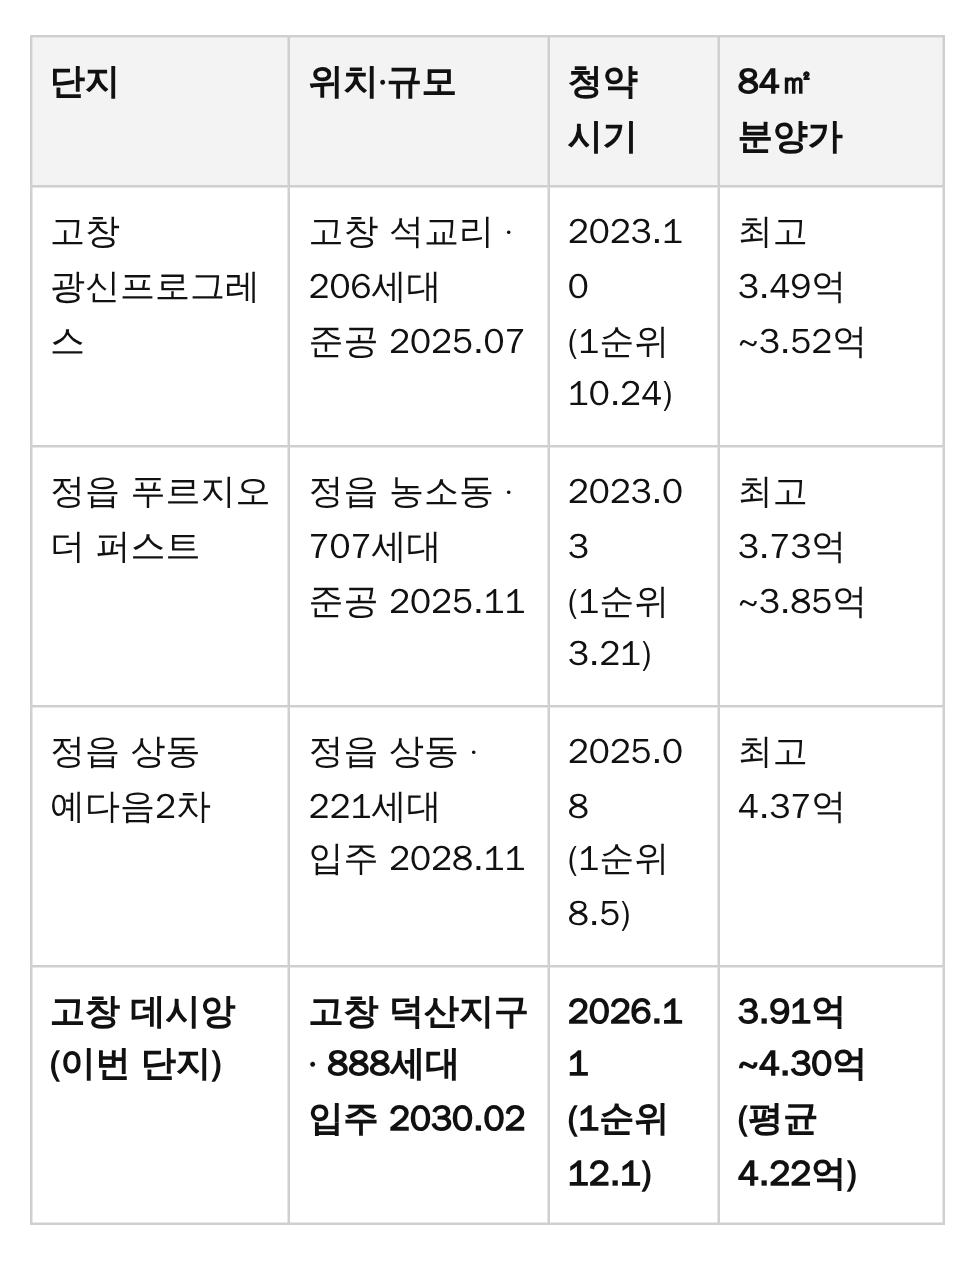 단지
위치·규모
청약
시기
84㎡
분양가
고창
광신프로그레
스
고창 석교리 ·
206세대
준공 2025.07
2023.1
0
(1순위
10.24)
최고
3.49억
~3.52억
정읍 푸르지오
더 퍼스트
정읍 농소동 ·
707세대
준공 2025.11
2023.0
3
(1순위
3.21)
최고
3.73억
~3.85억
정읍 상동
예다음2차
정읍 상동 ·
221세대
입주 2028.11
2025.0
8
(1순위
8.5)
최고
4.37억
고창 데시앙
(이번 단지)
고창 덕산지구
· 888세대
입주 2030.02
2026.1
1
(1순위
12.1)
3.91억
~4.30억
(평균
4.22억)